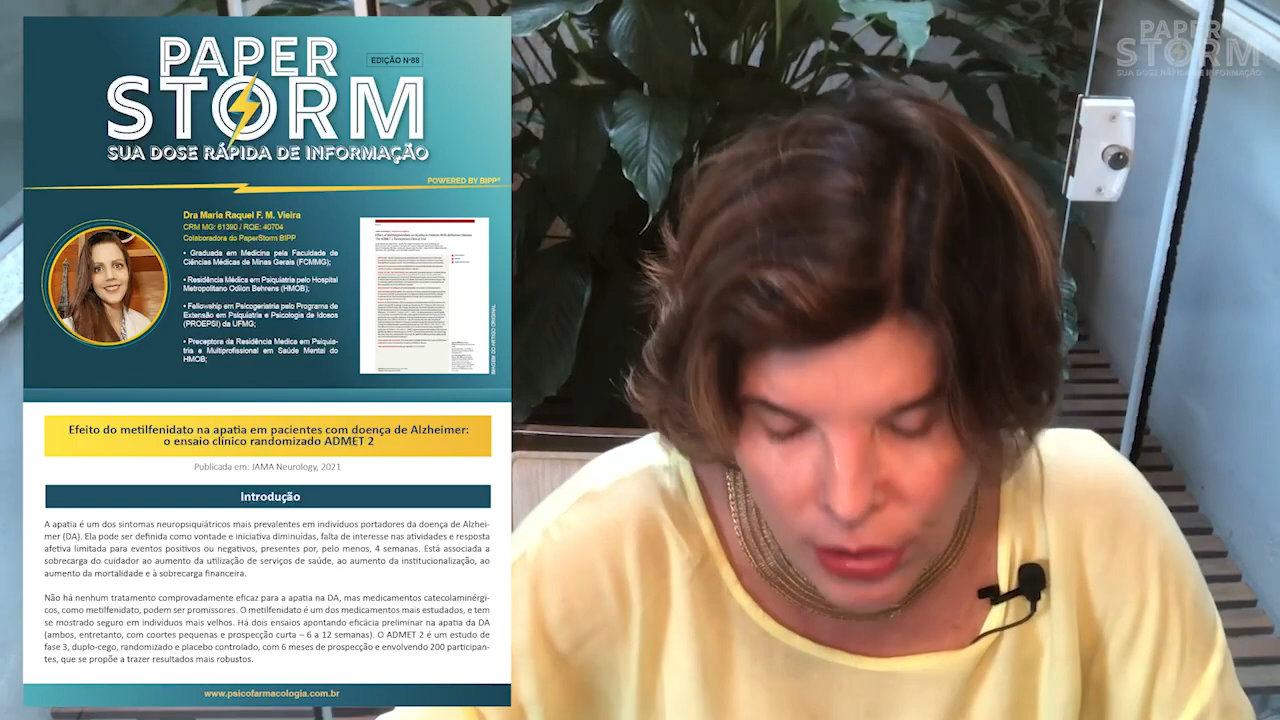 PAPER
STORM
SUA DOSE RÁPIDA DE INFORMAÇÃO
EDIÇÃO Nº88
POWERED BY BIPP®
Dra Maria Raquel F. M. Vieira
CRM MG: 61390 / RQE: 40704
Colaboradora do PaperStorm BIPP
• Graduada em Medicina pela Faculdade de
Ciências Médicas de Minas Gerais (FCMMG);
• Residência Médica em Psiquiatria pelo Hospital
Metropolitano Odilon Behrens (HMOB);
• Fellowship em Psicogeriatria pelo Programa de
Extensão em Psiquiatria e Psicologia de Idosos
(PROEPSI) da UFMG;
• Preceptora da Residência Medica em Psiquia-
tria e Multiprofissional em Saúde Mental do
HMOB;
IMAGEM DO ARTIGO ORIGINAL
Efeito do metilfenidato na apatia em pacientes com doença de Alzheimer:
o ensaio clínico randomizado ADMET 2
Publicada em: JAMA Neurology, 2021
Introdução
A apatia é um dos sintomas neuropsiquiátricos mais prevalentes em indivíduos portadores da doença de Alzhei-
mer (DA). Ela pode ser definida como vontade e iniciativa diminuídas, falta de interesse nas atividades e resposta
afetiva limitada para eventos positivos ou negativos, presentes por, pelo menos, 4 semanas. Está associada a
sobrecarga do cuidador ao aumento da utilização de serviços de saúde, ao aumento da institucionalização, ao
aumento da mortalidade e à sobrecarga financeira.
Não há nenhum tratamento comprovadamente eficaz para a apatia na DA, mas medicamentos catecolaminérgi-
cos, como metilfenidato, podem ser promissores. O metilfenidato é um dos medicamentos mais estudados, e tem
se mostrado seguro em indivíduos mais velhos. Há dois ensaios apontando eficácia preliminar na apatia da DA
(ambos, entretanto, com coortes pequenas e prospecção curta – 6 a 12 semanas). O ADMET 2 é um estudo de
fase 3, duplo-cego, randomizado e placebo controlado, com 6 meses de prospecção e envolvendo 200 participan-
tes, que se propõe a trazer resultados mais robustos.
www.psicofarmacologia.com.br
PAPER
STORM
SUA DOSE RÁPIDA DE INFORMAÇÃO